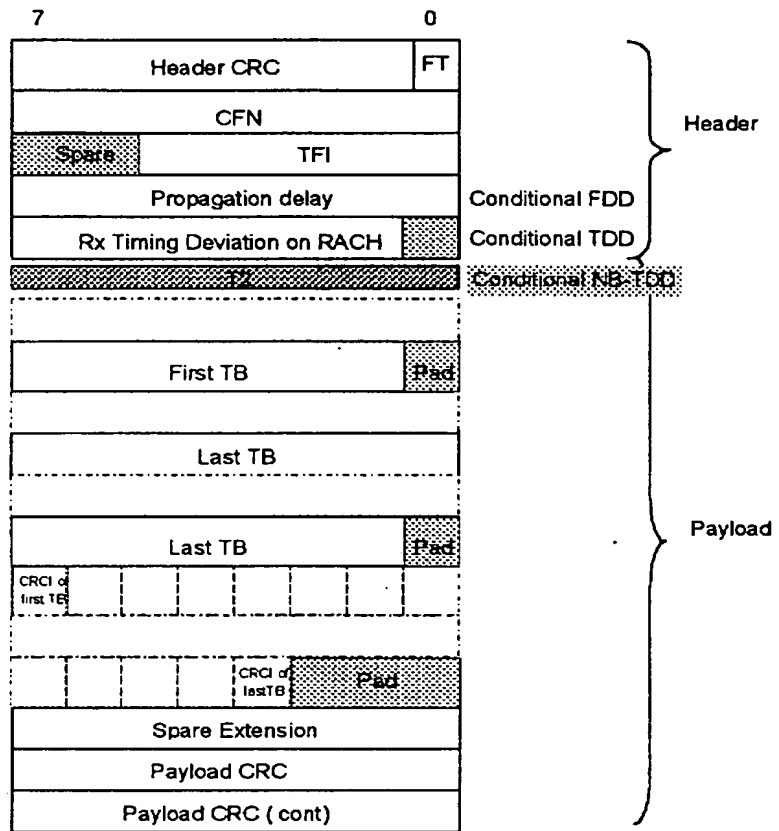 7 0
Header CRC FT
CFN
Header
Spare TFI
Propagation delay Conditional FDD
Rx Timing Deviation on RACH Conditional TDD
T2 Conditional NB-TDD
First TB Pad
Last TB
Last TB Pad
Payload
CRCI of
first TB
CRCI of
lastTB
Pad
Spare Extension
Payload CRC
Payload CRC ( cont)